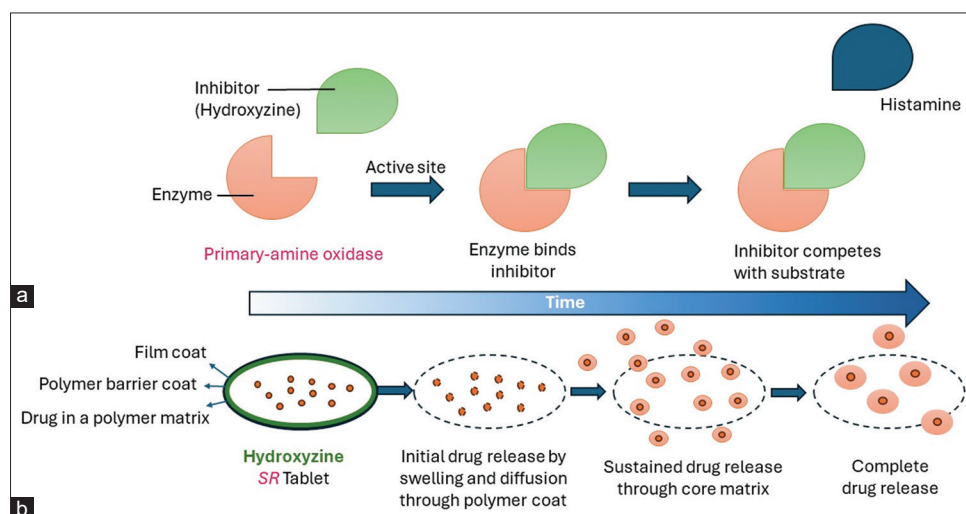 Inhibitor
(Hydroxyzine)
Histamine
Active site
Enzyme
Primary-amine oxidase
Enzyme binds
inhibitor
Inhibitor competes
with substrate
a
Time
Film coat
Polymer barrier coat
Drug in a polymer matrix
Hydroxyzine
SR Tablet
Initial drug release by
swelling and diffusion
through polymer coat
Sustained drug release
through core matrix
Complete
drug release
b